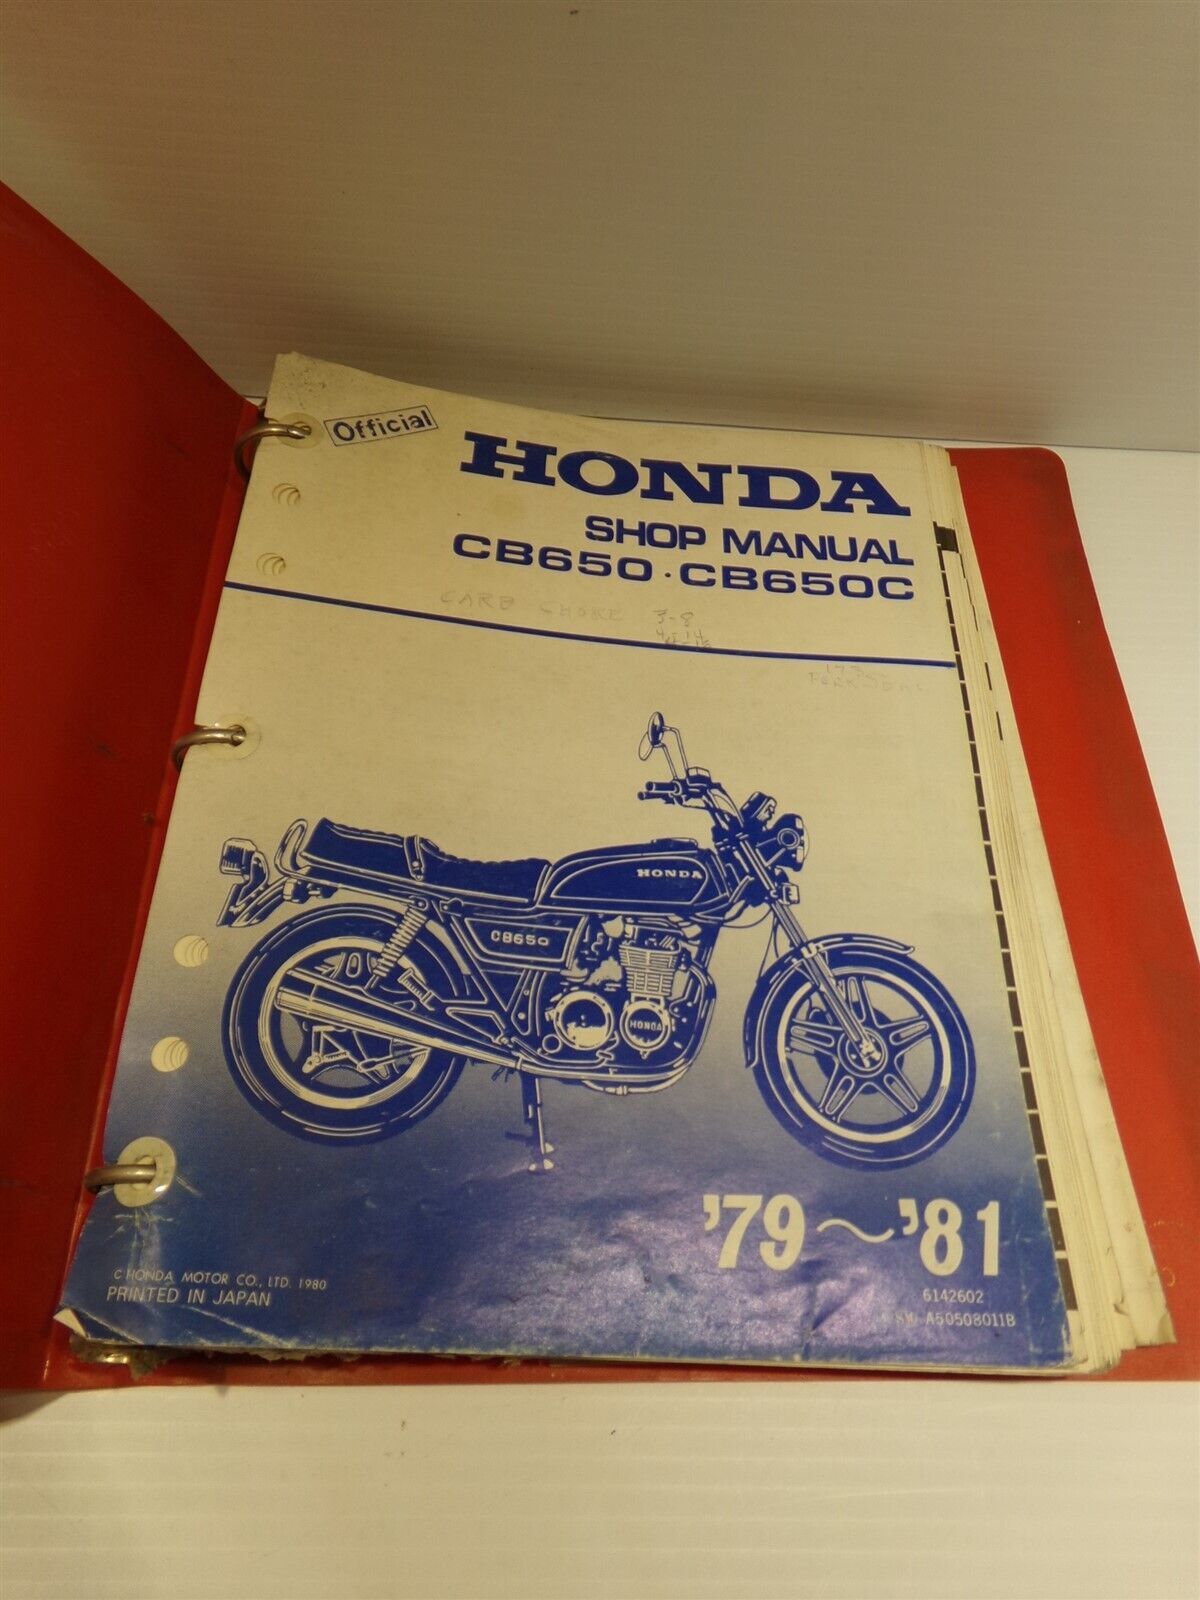 Official
HONDA
SHOP MANUAL
CB650 · CB650C
CARB CHOKE 3-8
HONDA
CB650
HONDA
'79~'81
© HONDA MOTOR CO., LTD. 1980
PRINTED IN JAPAN
6142602
A50508011B